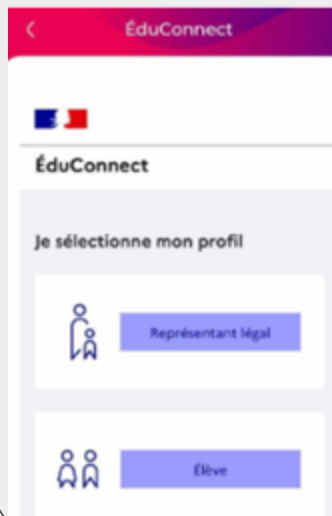 ÉduConnect
ÉduConnect
Je sélectionne mon profil
Représentant légal
Élève